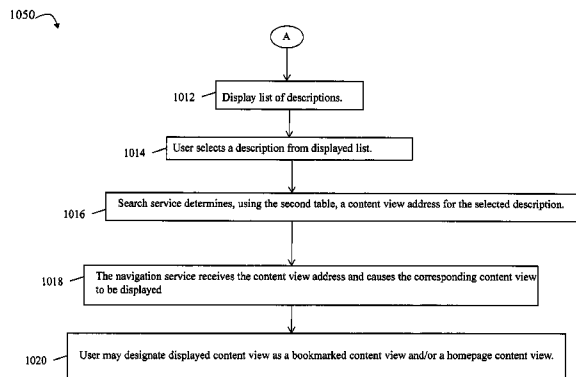 1050
A
1012
Display list of descriptions.
1014
User selects a description from displayed list.
1016
Search service determines, using the second table, a content view address for the selected description.
1018
The navigation service receives the content view address and causes the corresponding content view
to be displayed
1020
User may designate displayed content view as a bookmarked content view and/or a homepage content view.